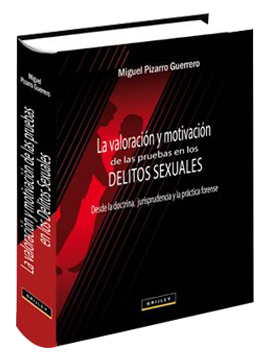 Miguel Pizarro Guerrero
La valoración y motivación
de las pruebas en los
DELITOS SEXUALES
Desde la doctrina, jurisprudencia y la práctica forense
GRIJLEY
Miguel
Pizarro Guerrero
La valoración y motivación de las pruebas
en los Delitos Sexuales
GRIJLEY